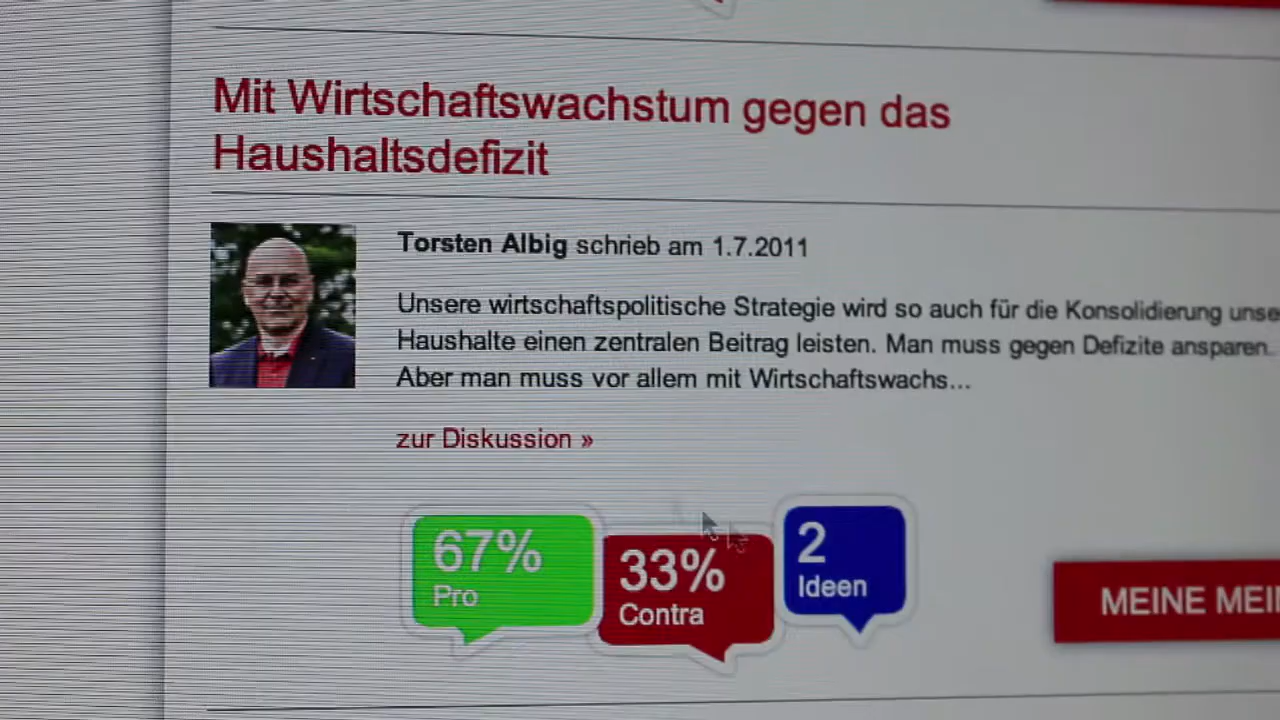 Mit Wirtschaftswachstum gegen das
Haushaltsdefizit
Torsten Albig schrieb am 1.7.2011
Unsere wirtschaftspolitische Strategie wird so auch für die Konsolidierung unse
Haushalte einen zentralen Beitrag leisten. Man muss gegen Defizite ansparen.
Aber man muss vor allem mit Wirtschaftswachs...
zur Diskussion »
67%
Pro
33%
Contra
2
Ideen
MEINE MEI